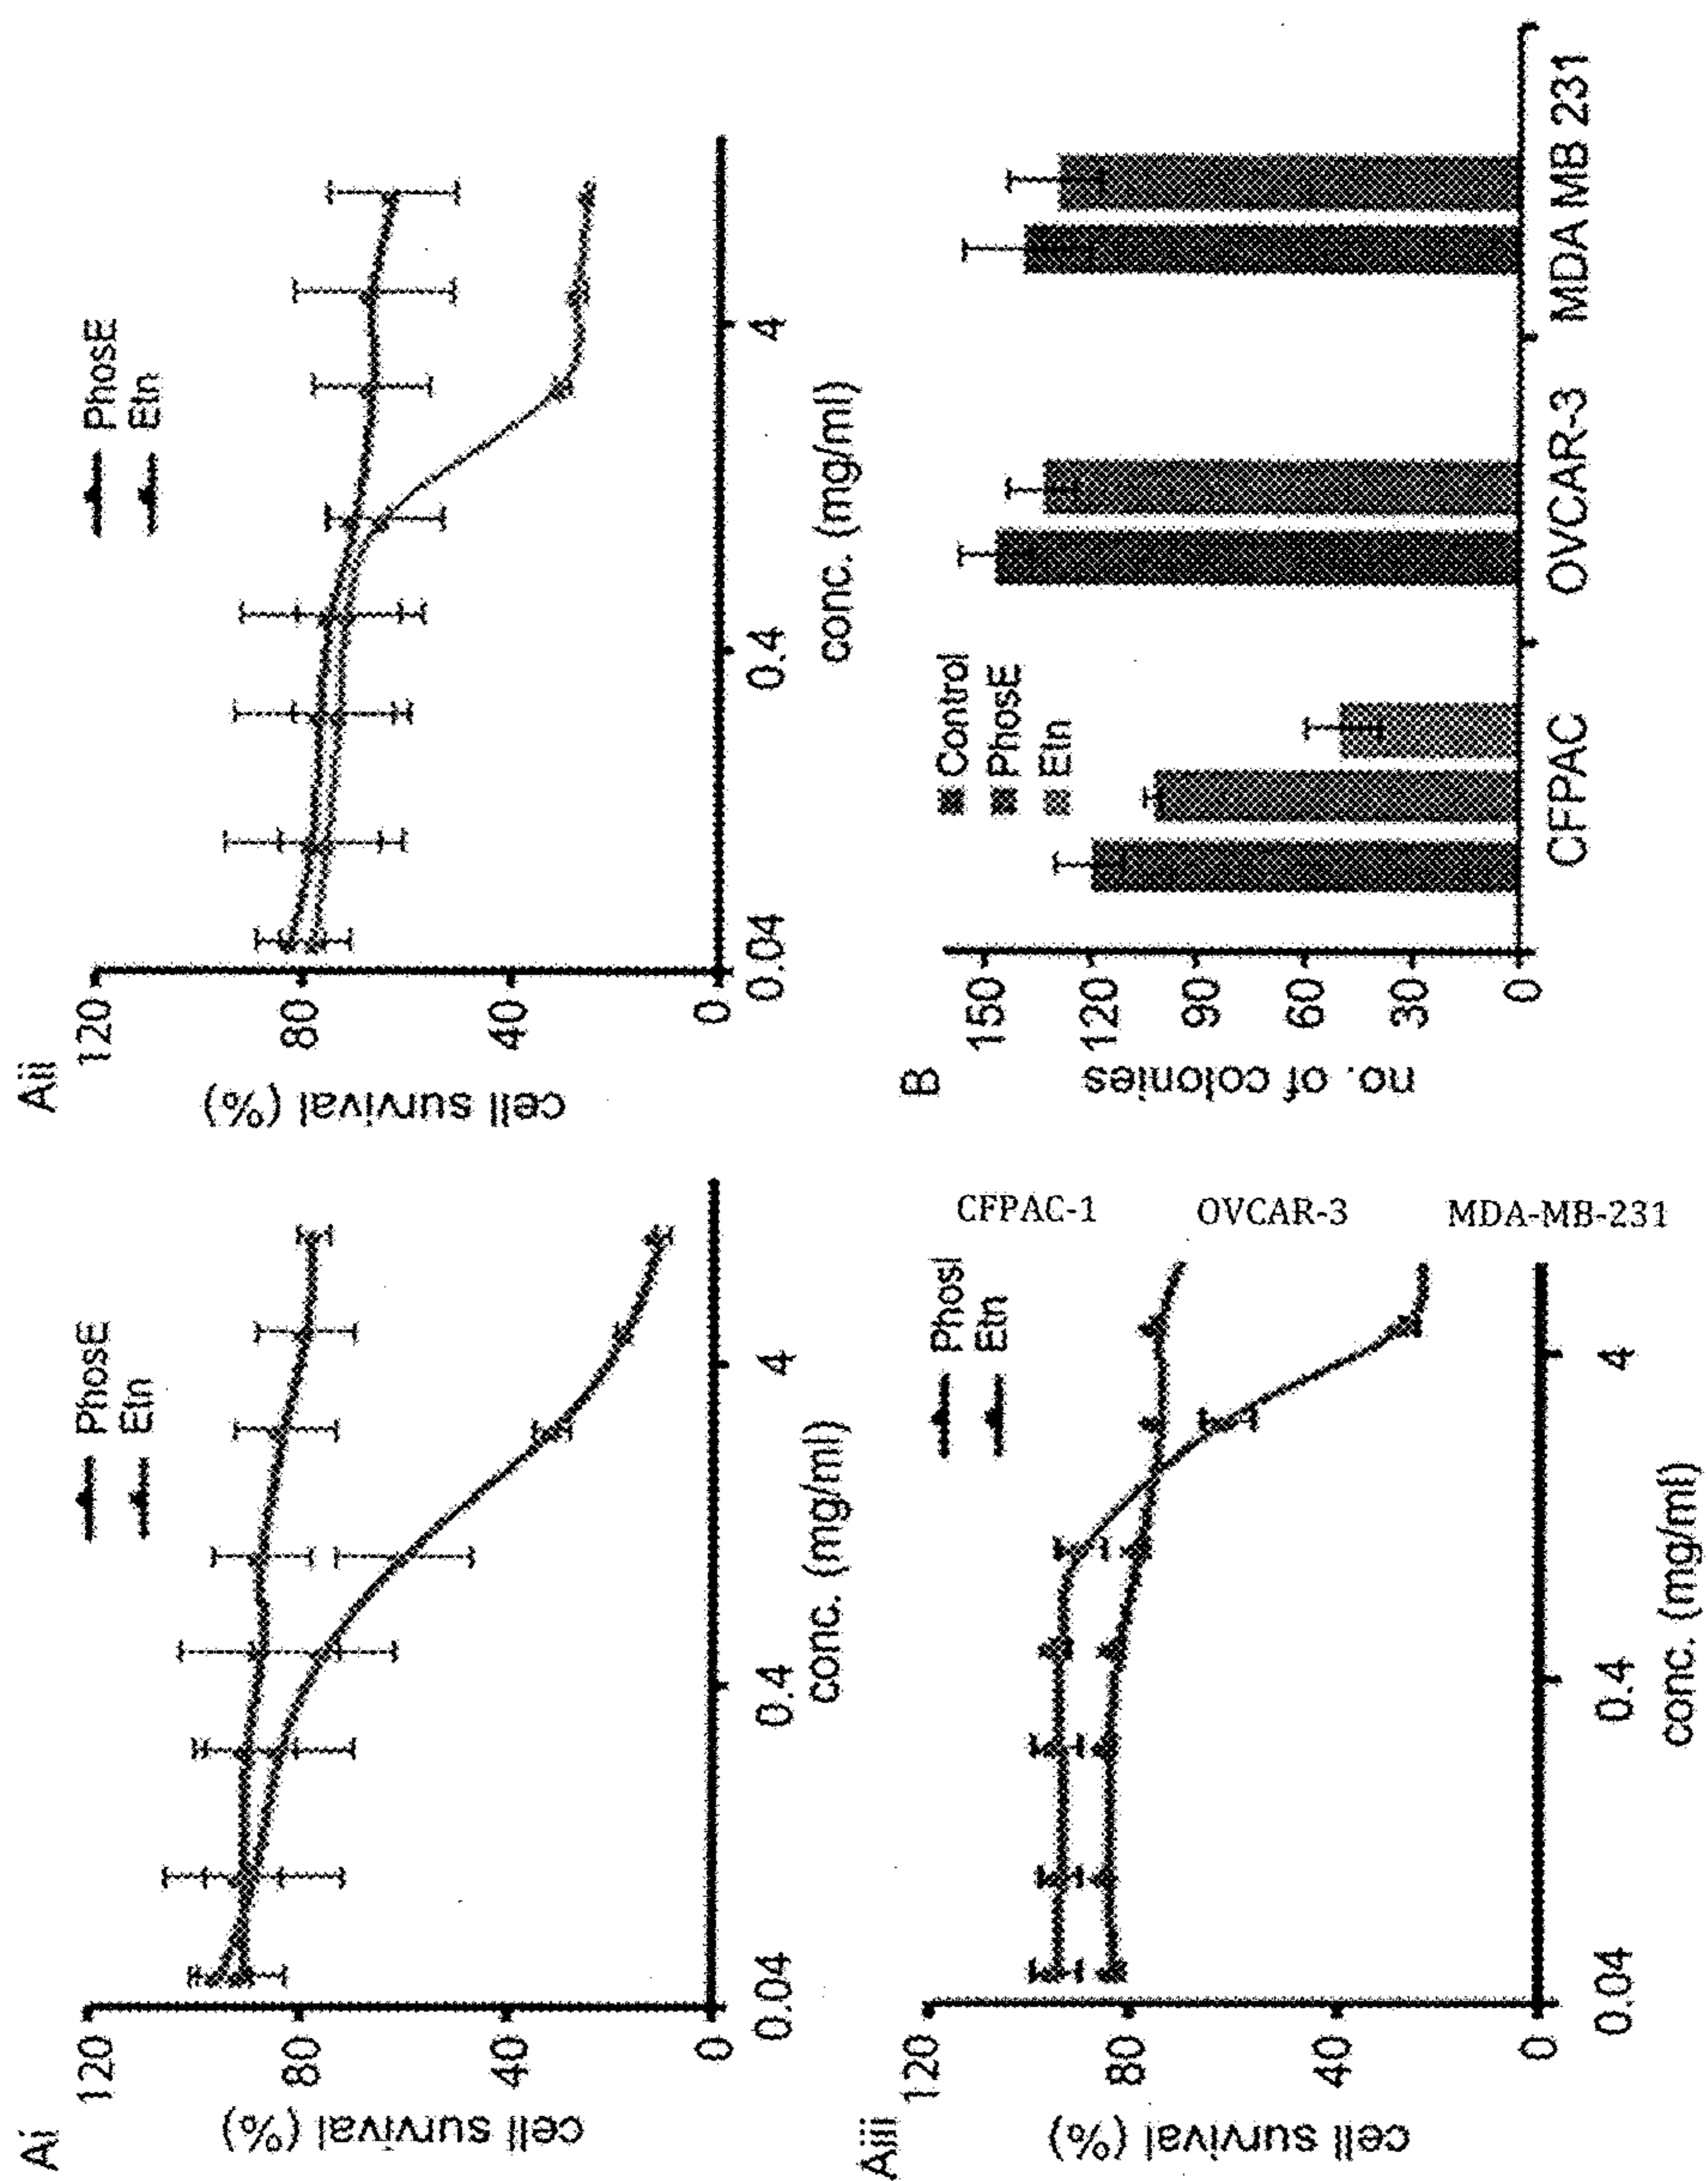 Ai
PhosE
Etn
120
80
40
0
cell survival (%)
0.04
0.4
4
conc. (mg/ml)
Aii
PhosE
Etn
120
80
40
0
cell survival (%)
0.04
0.4
4
conc. (mg/ml)
Aiii
Phosl
Etn
120
80
40
0
cell survival (%)
0.04
0.4
4
conc. (mg/ml)
CFPAC-1
OVCAR-3
MDA-MB-231
B
Control
PhosE
Etn
150
120
90
60
30
0
no. of colonies
CFPAC
OVCAR-3
MDA MB 231